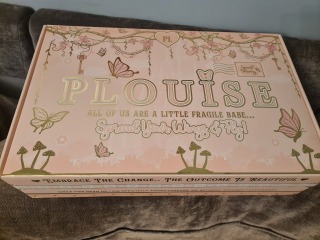 PL
PLOUISE
ALL OF US ARE A LITTLE FRAGILE BABE...
Spread Your Wings & Fly!
EMBRACE THE CHANGE... THE OUTCOME IS BEAUTIFUL